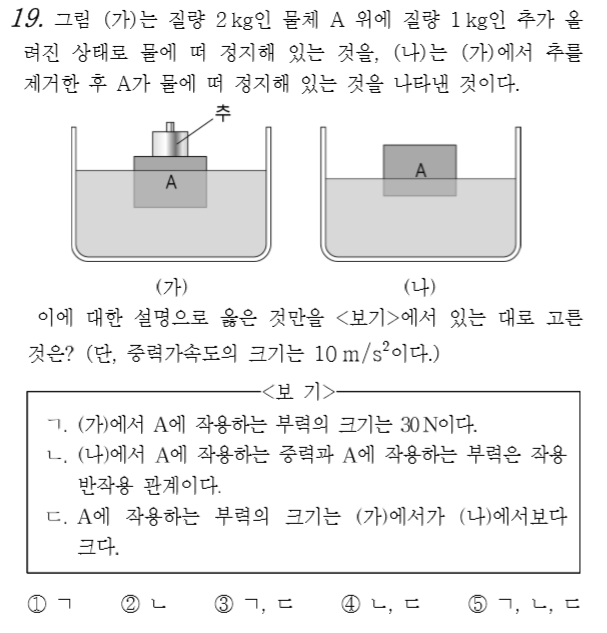 19. 그림 (가)는 질량 2kg인 물체 A 위에 질량 1kg인 추가 올
려진 상태로 물에 떠 정지해 있는 것을, (나)는 (가)에서 추를
제거한 후 A가 물에 떠 정지해 있는 것을 나타낸 것이다.
추
A
A
(가)
(나)
이에 대한 설명으로 옳은 것만을 <보기>에서 있는 대로 고른
것은? (단, 중력가속도의 크기는 10 m/s²이다.)
<보 기>
ㄱ. (가)에서 A에 작용하는 부력의 크기는 30N이다.
ㄴ. (나)에서 A에 작용하는 중력과 A에 작용하는 부력은 작용
반작용 관계이다.
ㄷ. A에 작용하는 부력의 크기는 (가)에서가 (나)에서보다
크다.
① ㄱ ② ㄴ ③ ㄱ, ㄷ ④ ㄴ, ㄷ ⑤ ㄱ, ㄴ, ㄷ